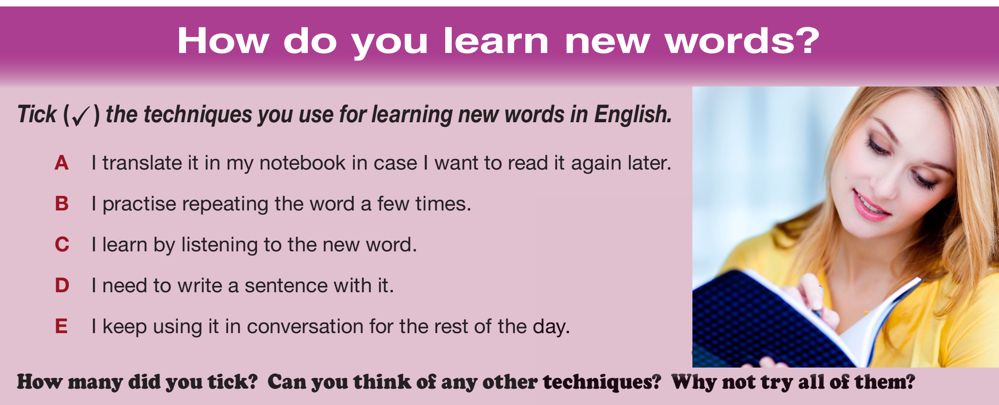 How do you learn new words?
Tick (✓) the techniques you use for learning new words in English.
A I translate it in my notebook in case I want to read it again later.
B I practise repeating the word a few times.
C I learn by listening to the new word.
D I need to write a sentence with it.
E I keep using it in conversation for the rest of the day.
How many did you tick? Can you think of any other techniques? Why not try all of them?